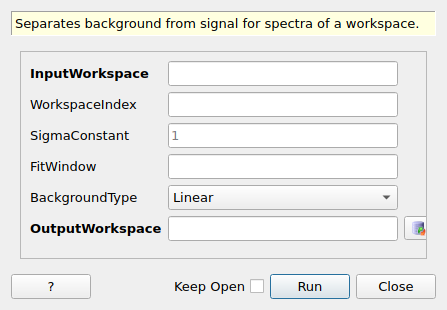 Separates background from signal for spectra of a workspace.
InputWorkspace
WorkspaceIndex
SigmaConstant 1
FitWindow
BackgroundType Linear
OutputWorkspace
? Keep Open Run Close